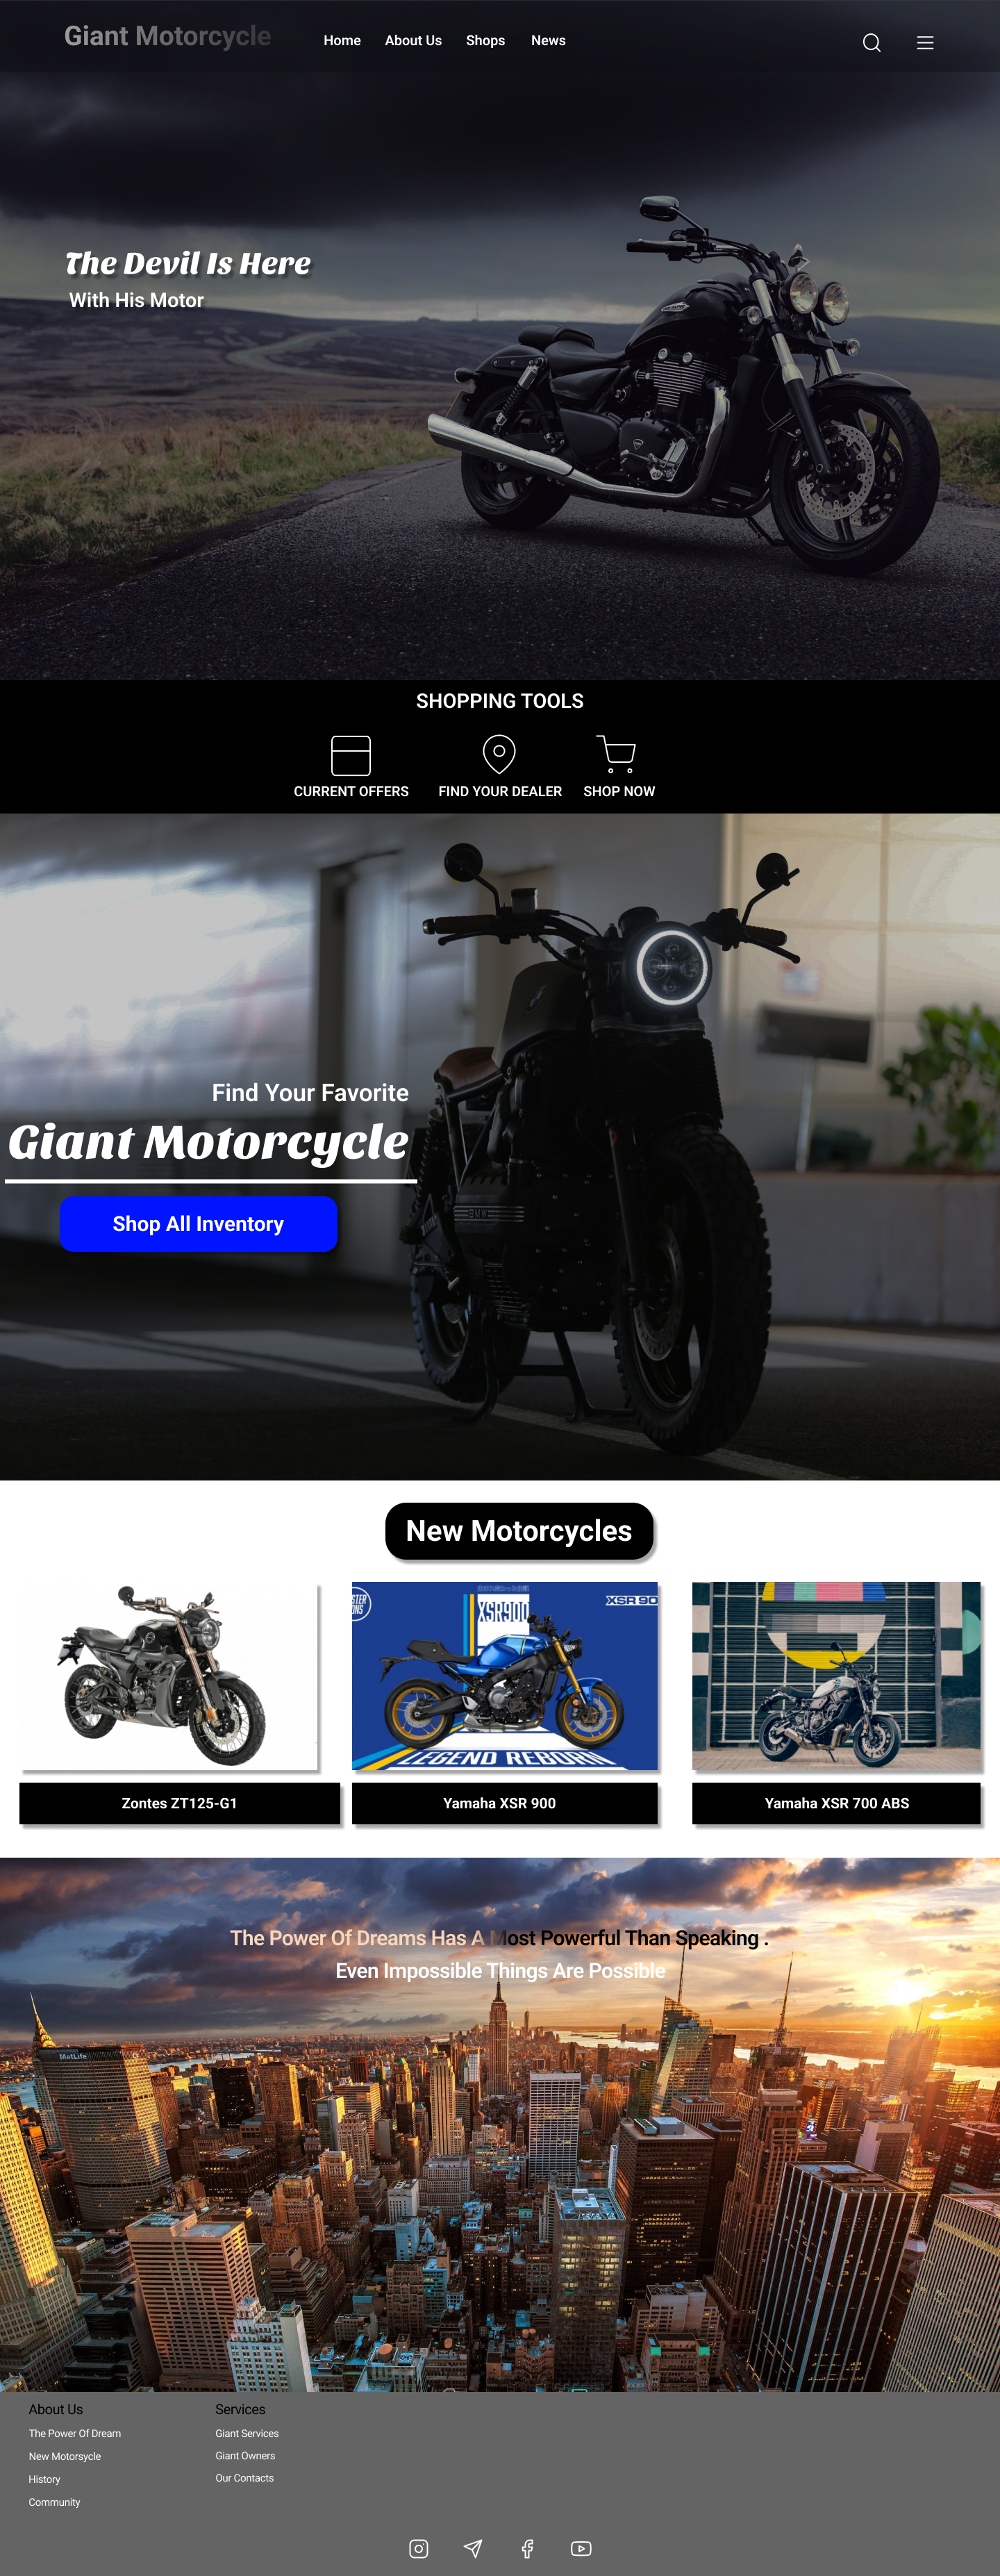 Giant Motorcycle
Home About Us Shops News
The Devil Is Here
With His Motor
SHOPPING TOOLS
CURRENT OFFERS FIND YOUR DEALER SHOP NOW
Find Your Favorite
Giant Motorcycle
Shop All Inventory
New Motorcycles
XSR900
XSR 90
LEGEND REBORN
Zontes ZT125-G1
Yamaha XSR 900
Yamaha XSR 700 ABS
The Power Of Dreams Has A Most Powerful Than Speaking .
Even Impossible Things Are Possible
MetLife
About Us
The Power Of Dream
New Motorsycle
History
Community
Services
Giant Services
Giant Owners
Our Contacts